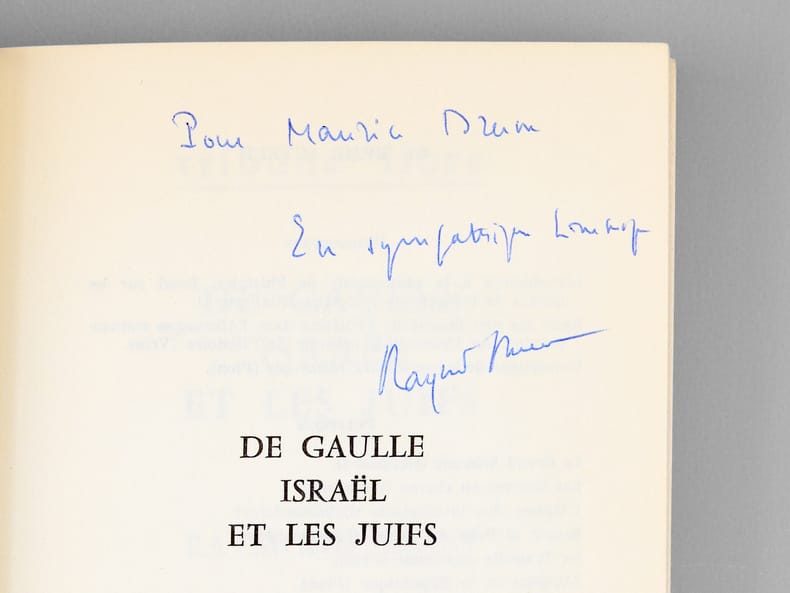 Pour Maurice Druon
En sympathique hommage
Raymond Aron
DE GAULLE
ISRAËL
ET LES JUIFS